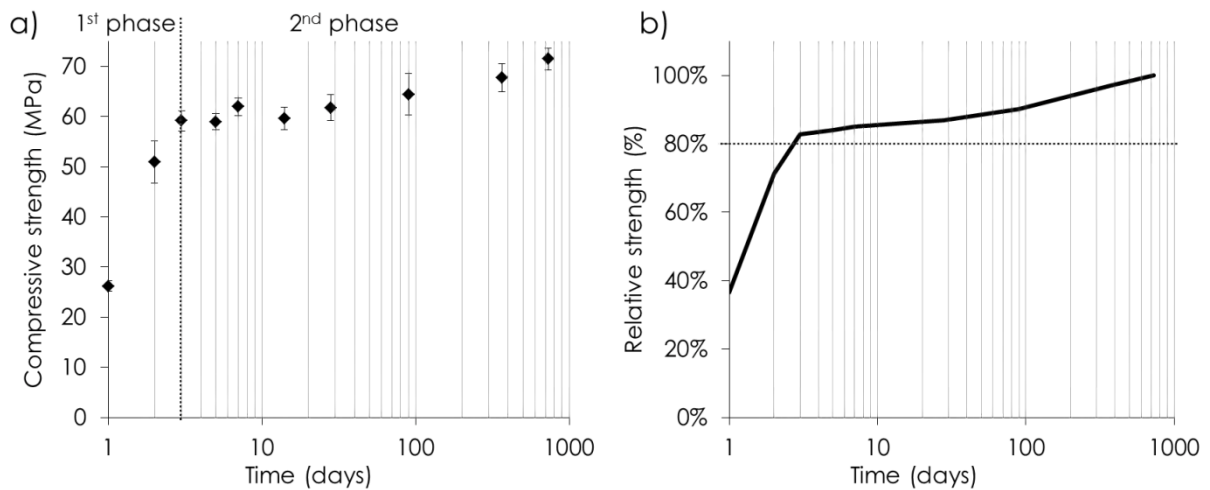 a)
1st phase
2nd phase
Compressive strength (MPa)
70
60
50
40
30
20
10
0
1
10
100
1000
Time (days)
b)
Relative strength (%)
100%
80%
60%
40%
20%
0%
1
10
100
1000
Time (days)